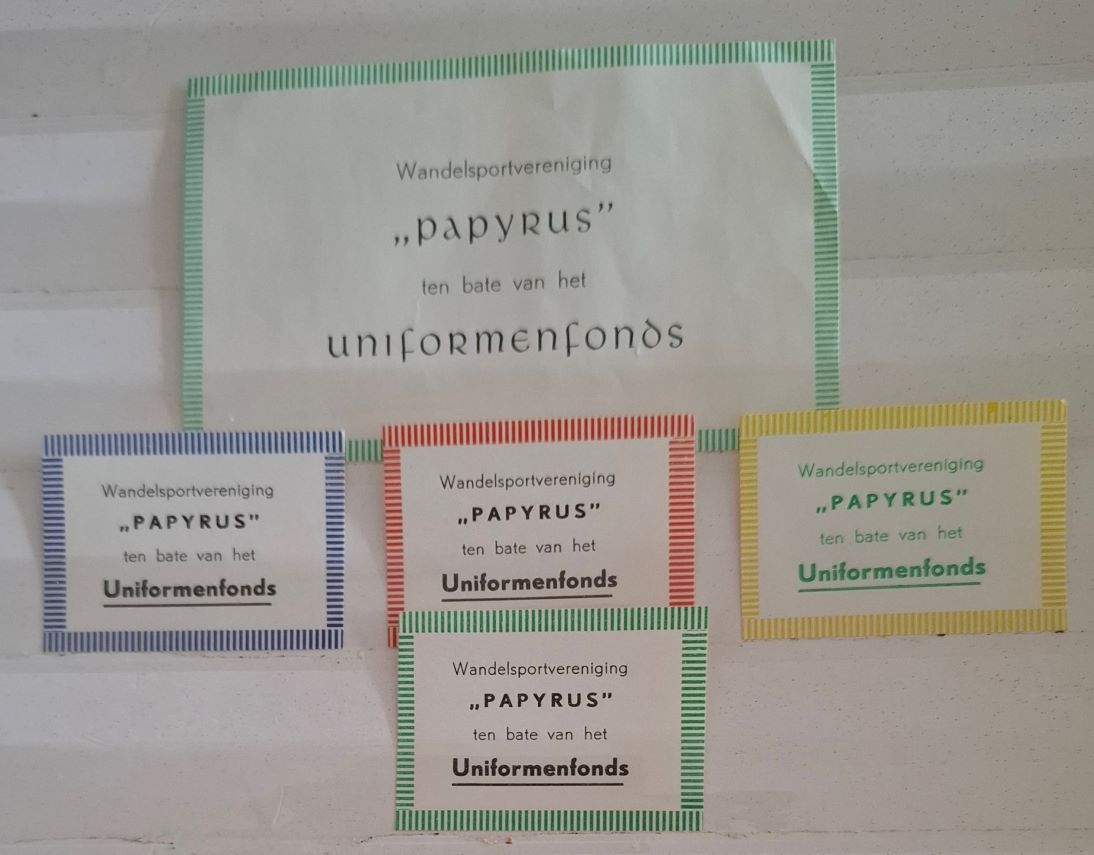 Wandelsportvereniging
„papyrus”
ten bate van het
uniformenfonds
Wandelsportvereniging
„PAPYRUS”
ten bate van het
Uniformenfonds
Wandelsportvereniging
„PAPYRUS”
ten bate van het
Uniformenfonds
Wandelsportvereniging
„PAPYRUS”
ten bate van het
Uniformenfonds
Wandelsportvereniging
„PAPYRUS”
ten bate van het
Uniformenfonds